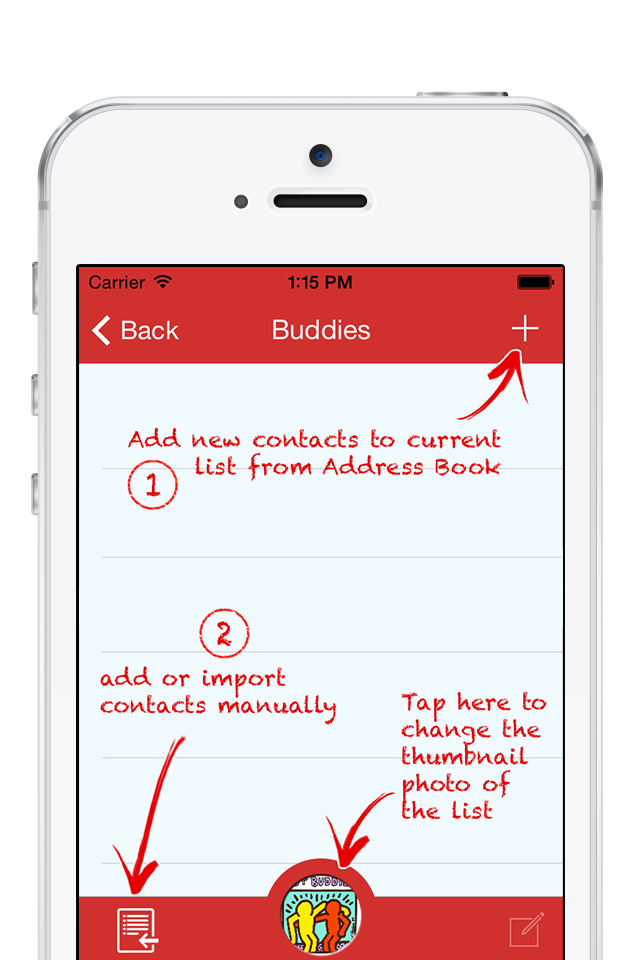 Carrier 1:15 PM
Back Buddies
Add new contacts to current
list from Address Book
1
2
add or import
contacts manually
Tap here to
change the
thumbnail
photo of
the list
BUDDIE